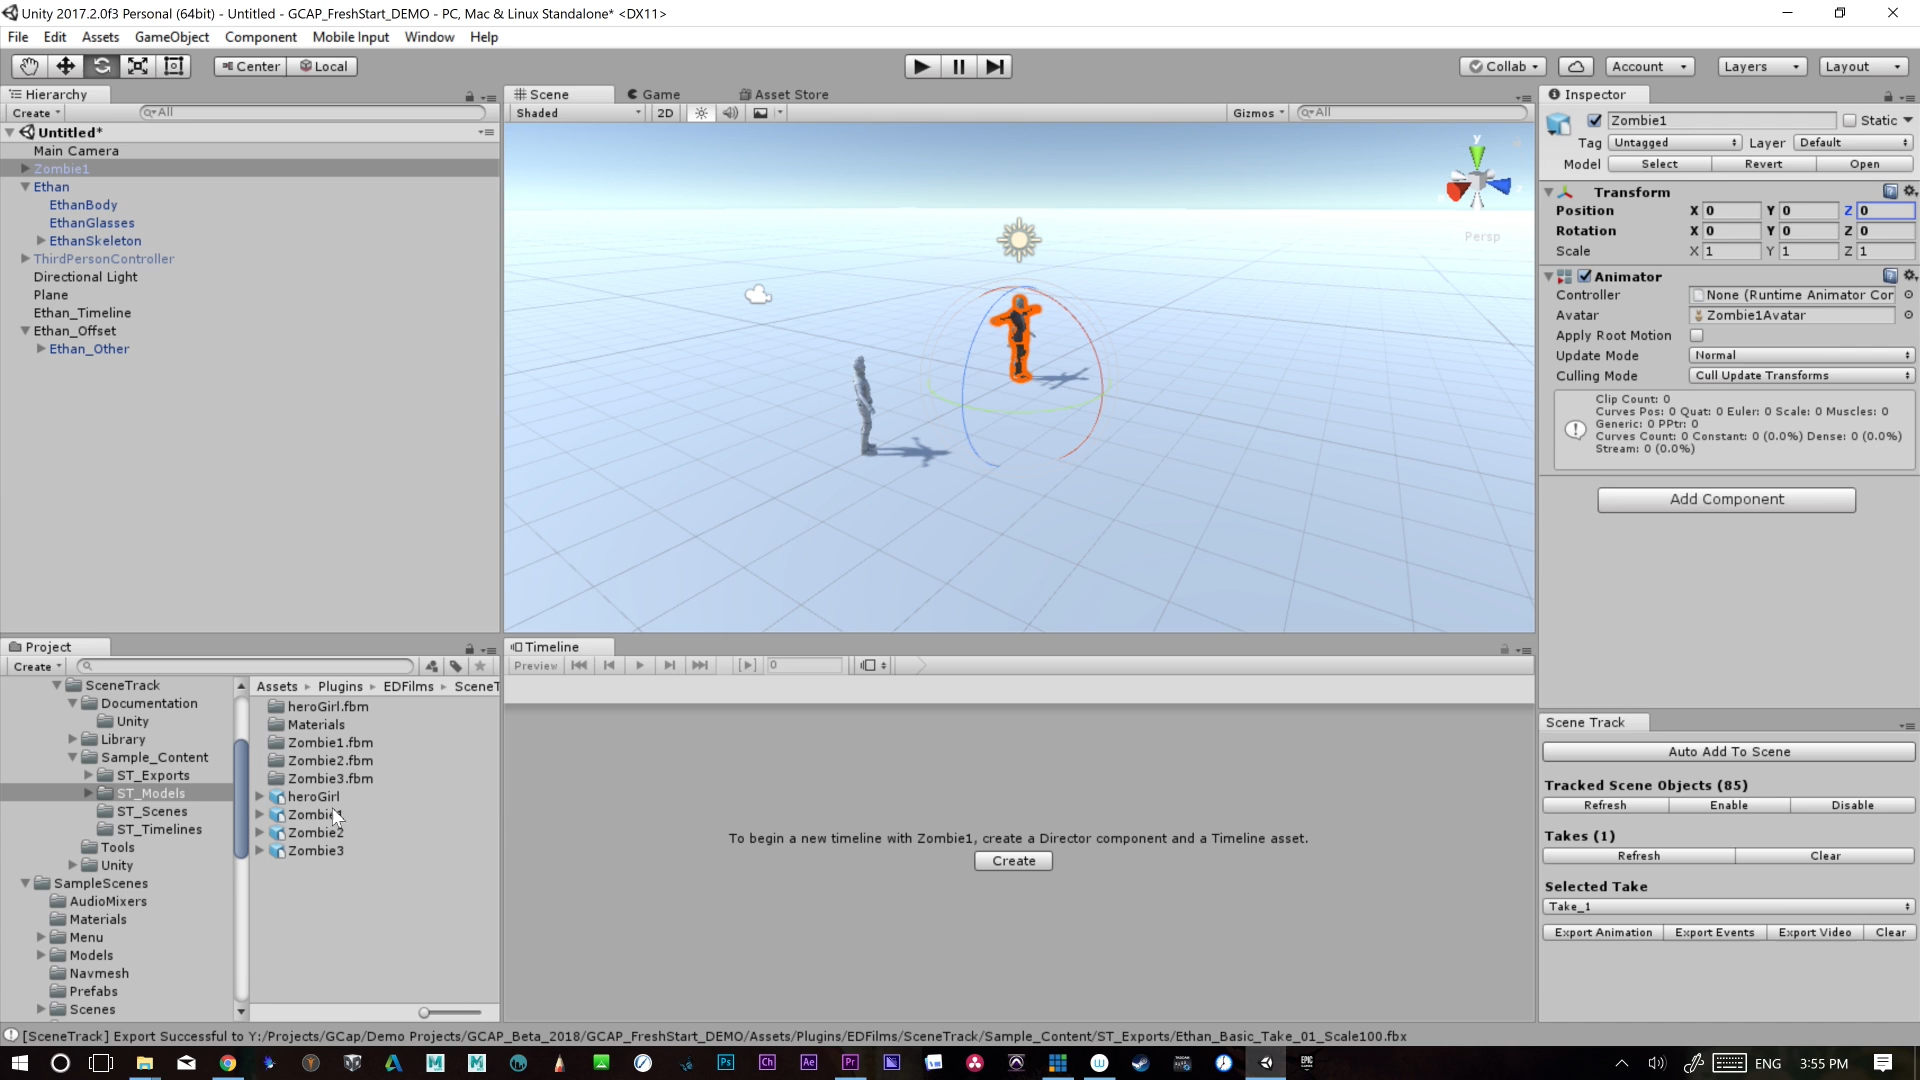 Unity 2017.2.0f3 Personal (64bit) - Untitled - GCAP_FreshStart_DEMO - PC, Mac & Linux Standalone* <DX11>
File Edit Assets GameObject Component Mobile Input Window Help
Center Local
Collab Account Layers Layout
Hierarchy
Create All
Untitled*
Main Camera
Zombie1
Ethan
EthanBody
EthanGlasses
EthanSkeleton
ThirdPersonController
Directional Light
Plane
Ethan_Timeline
Ethan_Offset
Ethan_Other
Scene Game Asset Store
Shaded 2D Gizmos All
y
Persp
Inspector
Zombie1 Static
Tag Untagged Layer Default
Model Select Revert Open
Transform
Position X 0 Y 0 Z 0
Rotation X 0 Y 0 Z 0
Scale X 1 Y 1 Z 1
Animator
Controller None (Runtime Animator Cor
Avatar Zombie1Avatar
Apply Root Motion
Update Mode Normal
Culling Mode Cull Update Transforms
Clip Count: 0
Curves Pos: 0 Quat: 0 Euler: 0 Scale: 0 Muscles: 0
Generic: 0 PPtr: 0
Curves Count: 0 Constant: 0 (0.0%) Dense: 0 (0.0%)
Stream: 0 (0.0%)
Add Component
Project
Create
SceneTrack
Documentation
Unity
Library
Sample_Content
ST_Exports
ST_Models
ST_Scenes
ST_Timelines
Tools
Unity
SampleScenes
AudioMixers
Materials
Menu
Models
Navmesh
Prefabs
Scenes
Assets Plugins EDFilms SceneT
heroGirl.fbm
Materials
Zombie1.fbm
Zombie2.fbm
Zombie3.fbm
heroGirl
Zombie1
Zombie2
Zombie3
Timeline
Preview 0
To begin a new timeline with Zombie1, create a Director component and a Timeline asset.
Create
Scene Track
Auto Add To Scene
Tracked Scene Objects (85)
Refresh Enable Disable
Takes (1)
Refresh Clear
Selected Take
Take_1
Export Animation Export Events Export Video Clear
[SceneTrack] Export Successful to Y:/Projects/GCap/Demo Projects/GCAP_Beta_2018/GCAP_FreshStart_DEMO/Assets/Plugins/EDFilms/SceneTrack/Sample_Content/ST_Exports/Ethan_Basic_Take_01_Scale100.fbx
Ps Ch Ae Pr
ENG 3:55 PM